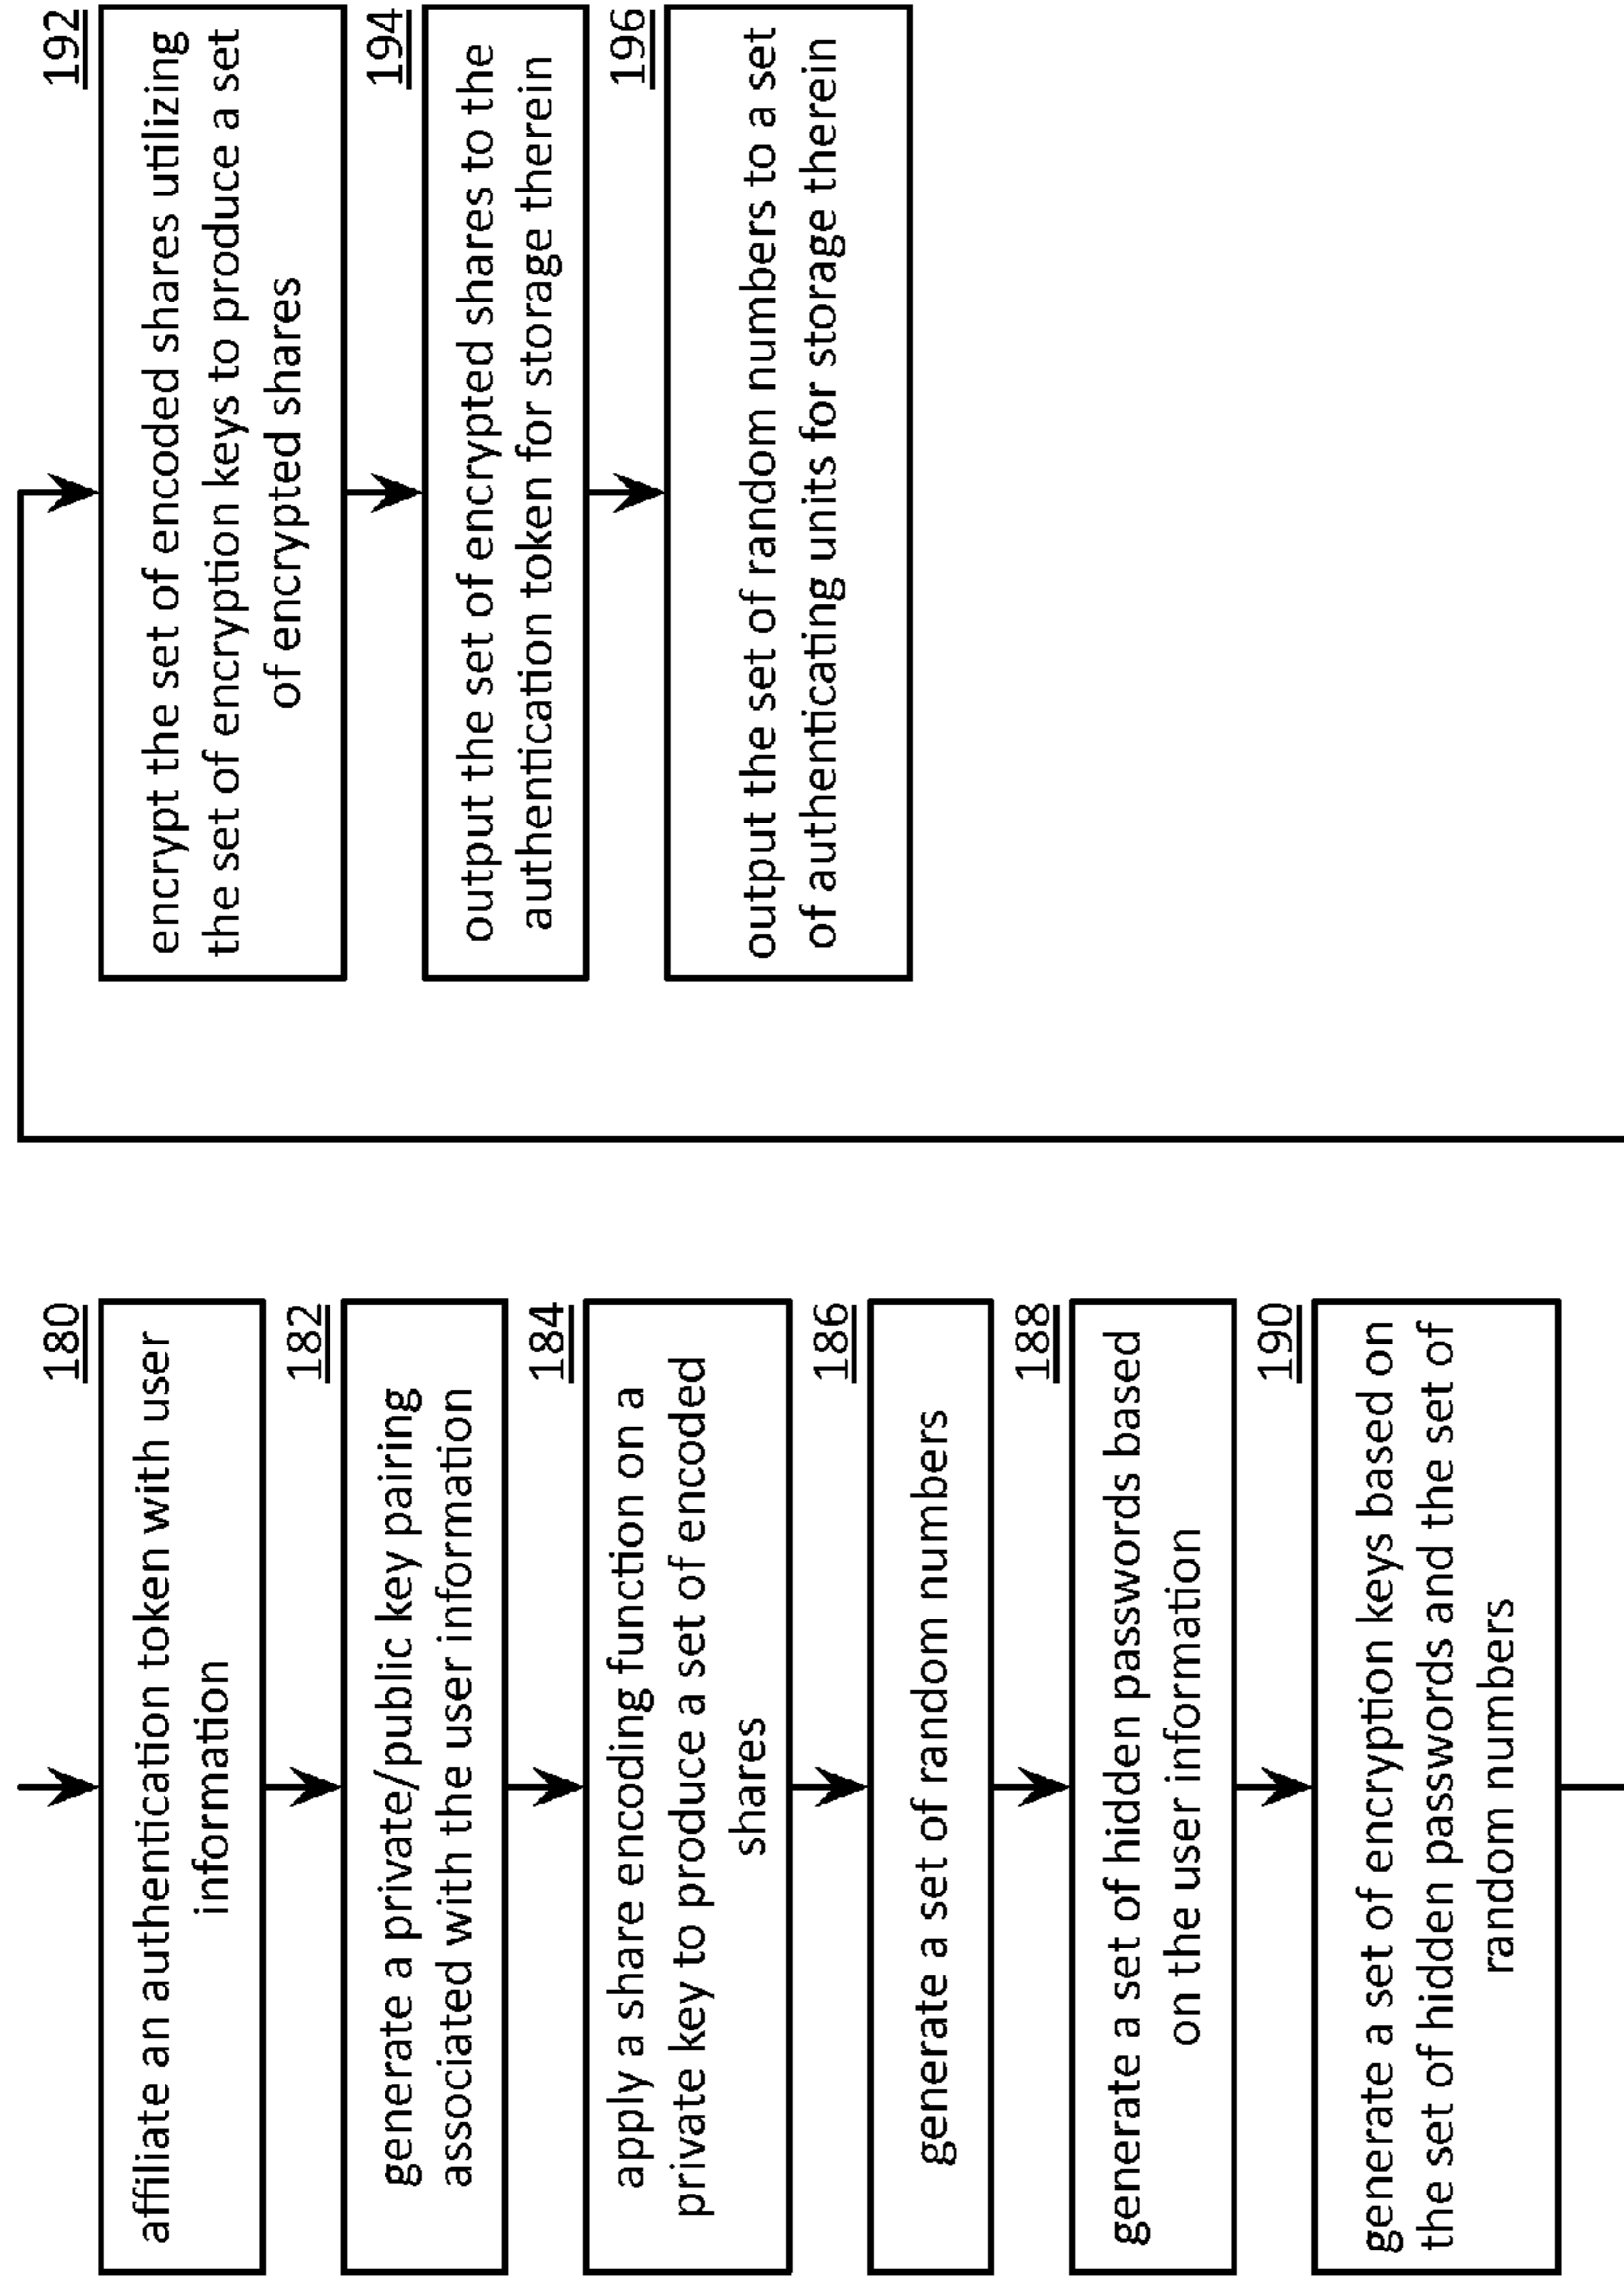 180
affiliate an authentication token with user
information
182
generate a private/public key pairing
associated with the user information
184
apply a share encoding function on a
private key to produce a set of encoded
shares
186
generate a set of random numbers
188
generate a set of hidden passwords based
on the user information
190
generate a set of encryption keys based on
the set of hidden passwords and the set of
random numbers
192
encrypt the set of encoded shares utilizing
the set of encryption keys to produce a set
of encrypted shares
194
output the set of encrypted shares to the
authentication token for storage therein
196
output the set of random numbers to a set
of authenticating units for storage therein